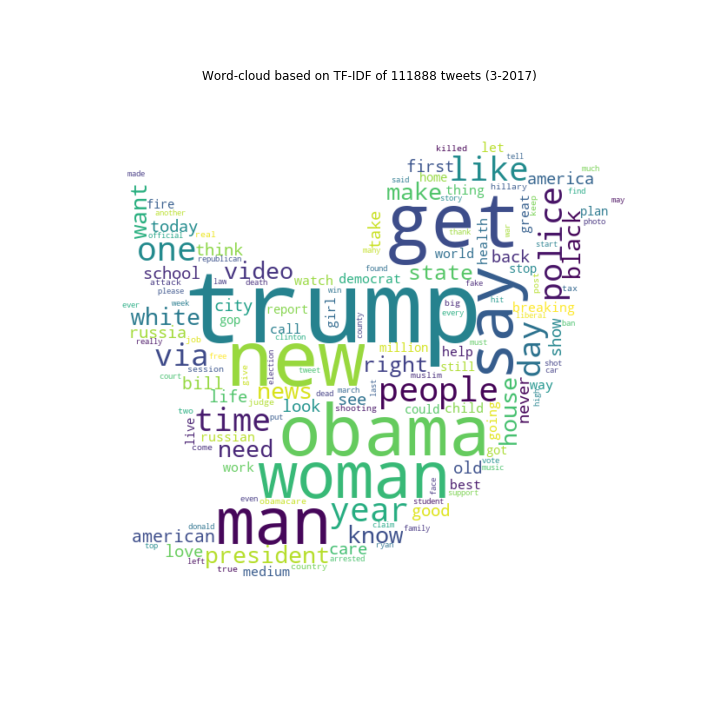 Word-cloud based on TF-IDF of 111888 tweets (3-2017)
killed let tell
made first like much
said home america find
want fire make thing hillary may
another story great keep plan
today take get police black photo
official real many thank war
one think world health back start
school video state stop
republican found
attack law death watch democrat fake tax
please trump say post
ever week city girl win big hit breaking
white gop report county every liberal ban
russia call day show
really job clinton million help must shot
via new right still car
court free tweet muslim way
session give election
bill news dead march last people house never high
life see
two judge look shooting could child
time put obama going vote
live russian got music
come need
work woman old support
face best
even obamacare student
man year good
donald claim family
american know
top love president care ryan
left arrested
true medium country